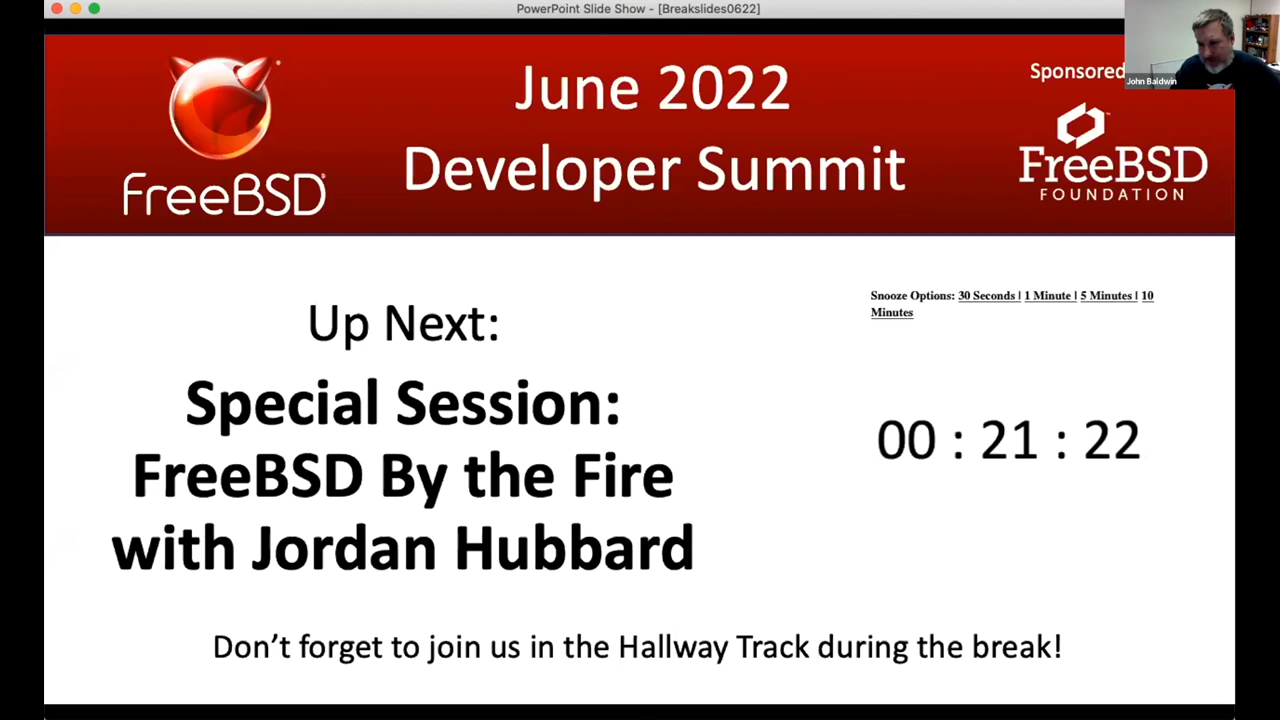 PowerPoint Slide Show - [Breakslides0622]
John Baldwin
FreeBSD
June 2022
Developer Summit
Sponsored
FreeBSD
FOUNDATION
Up Next:
Special Session:
FreeBSD By the Fire
with Jordan Hubbard
Snooze Options: 30 Seconds | 1 Minute | 5 Minutes | 10
Minutes
00 : 21 : 22
Don't forget to join us in the Hallway Track during the break!